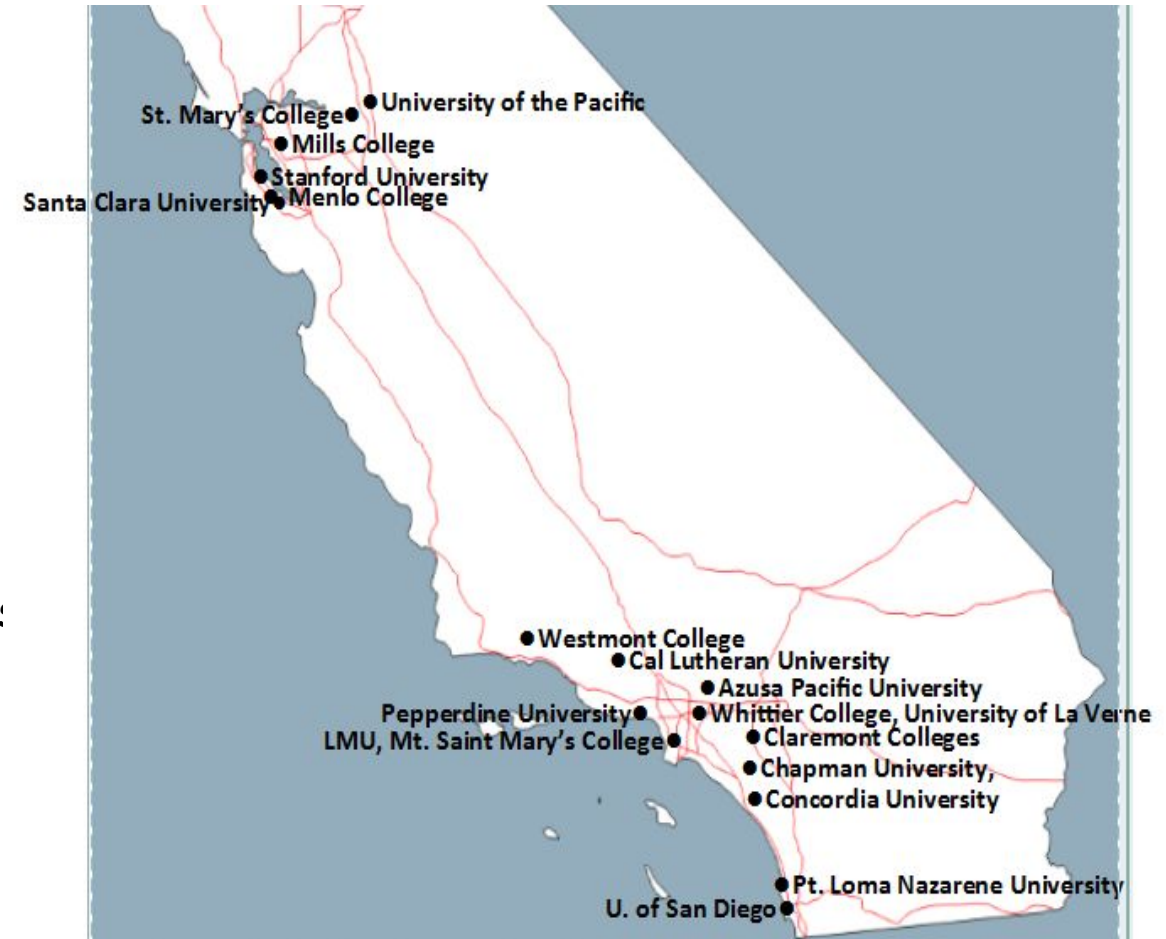 University of the Pacific
St. Mary's College
Mills College
Stanford University
Menlo College
Santa Clara University
Westmont College
Cal Lutheran University
Azusa Pacific University
Pepperdine University
Whittier College, University of La Verne
LMU, Mt. Saint Mary's College
Claremont Colleges
Chapman University,
Concordia University
Pt. Loma Nazarene University
U. of San Diego